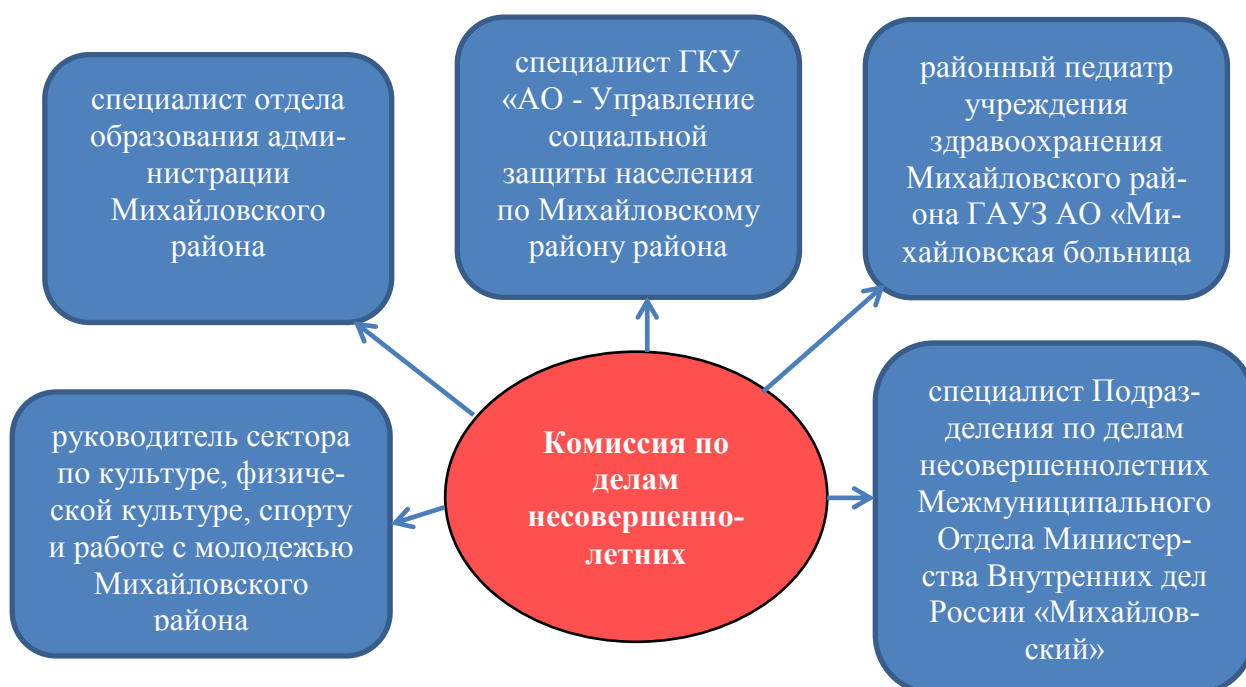 специалист отдела
образования адми-
нистрации
Михайловского
района
специалист ГКУ
«АО - Управление
социальной
защиты населения
по Михайловскому
району района
районный педиатр
учреждения
здравоохранения
Михайловского рай-
она ГАУЗ АО «Ми-
хайловская больница
руководитель сектора
по культуре, физиче-
ской культуре, спорту
и работе с молодежью
Михайловского
района
Комиссия по
делам
несовершенно-
летних
специалист Подраз-
деления по делам
несовершеннолетних
Межмуниципального
Отдела Министер-
ства Внутренних дел
России «Михайлов-
ский»